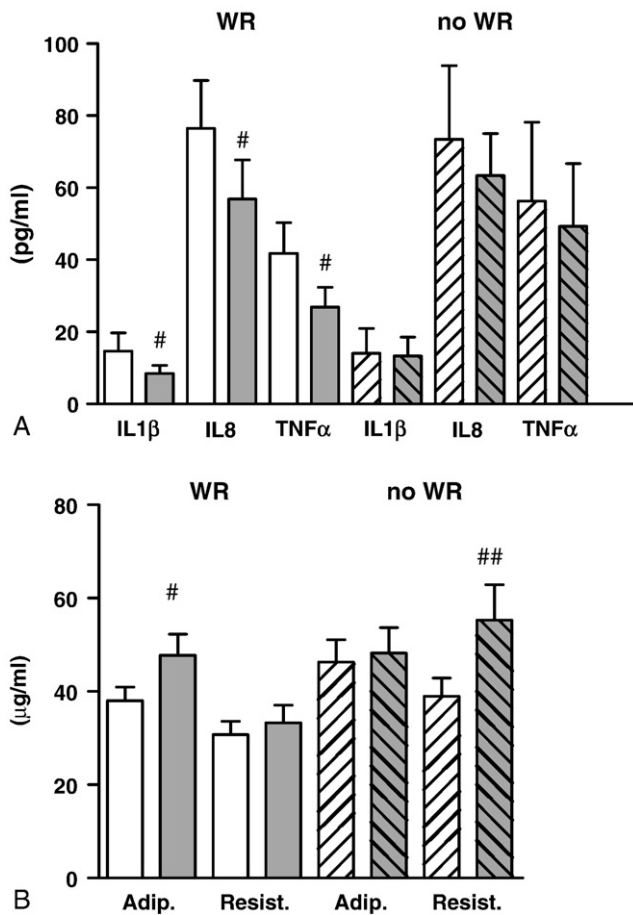 WR no WR
100
80
60
40
20
0
(pg/ml)
# # #
A
IL1β IL8 TNFα IL1β IL8 TNFα
WR no WR
80
60
40
20
0
(μg/ml)
# ##
B
Adip. Resist. Adip. Resist.